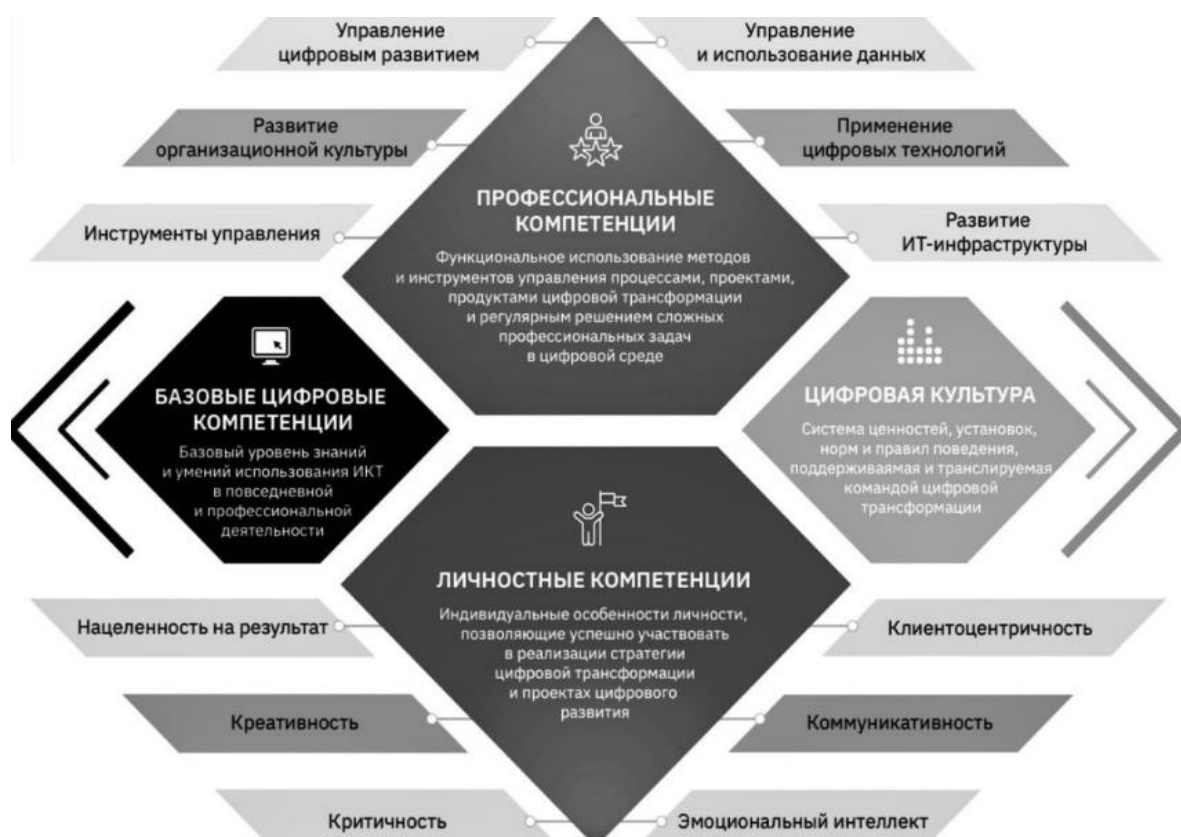 Управление
цифровым развитием
Управление
и использование данных
Развитие
организационной культуры
Применение
цифровых технологий
Инструменты управления
Развитие
ИТ-инфраструктуры
ПРОФЕССИОНАЛЬНЫЕ
КОМПЕТЕНЦИИ
Функциональное использование методов
и инструментов управления процессами, проектами,
продуктами цифровой трансформации
и регулярным решением сложных
профессиональных задач
в цифровой среде
БАЗОВЫЕ ЦИФРОВЫЕ
КОМПЕТЕНЦИИ
Базовый уровень знаний
и умений использования ИКТ
в повседневной
и профессиональной
деятельности
ЦИФРОВАЯ КУЛЬТУРА
Система ценностей, установок,
норм и правил поведения,
поддерживаямая и транслируемая
командой цифровой
трансформации
ЛИЧНОСТНЫЕ КОМПЕТЕНЦИИ
Индивидуальные особенности личности,
позволяющие успешно участвовать
в реализации стратегии
цифровой трансформации
и проектах цифрового
развития
Нацеленность на результат
Клиентоцентричность
Креативность
Коммуникативность
Критичность
Эмоциональный интеллект